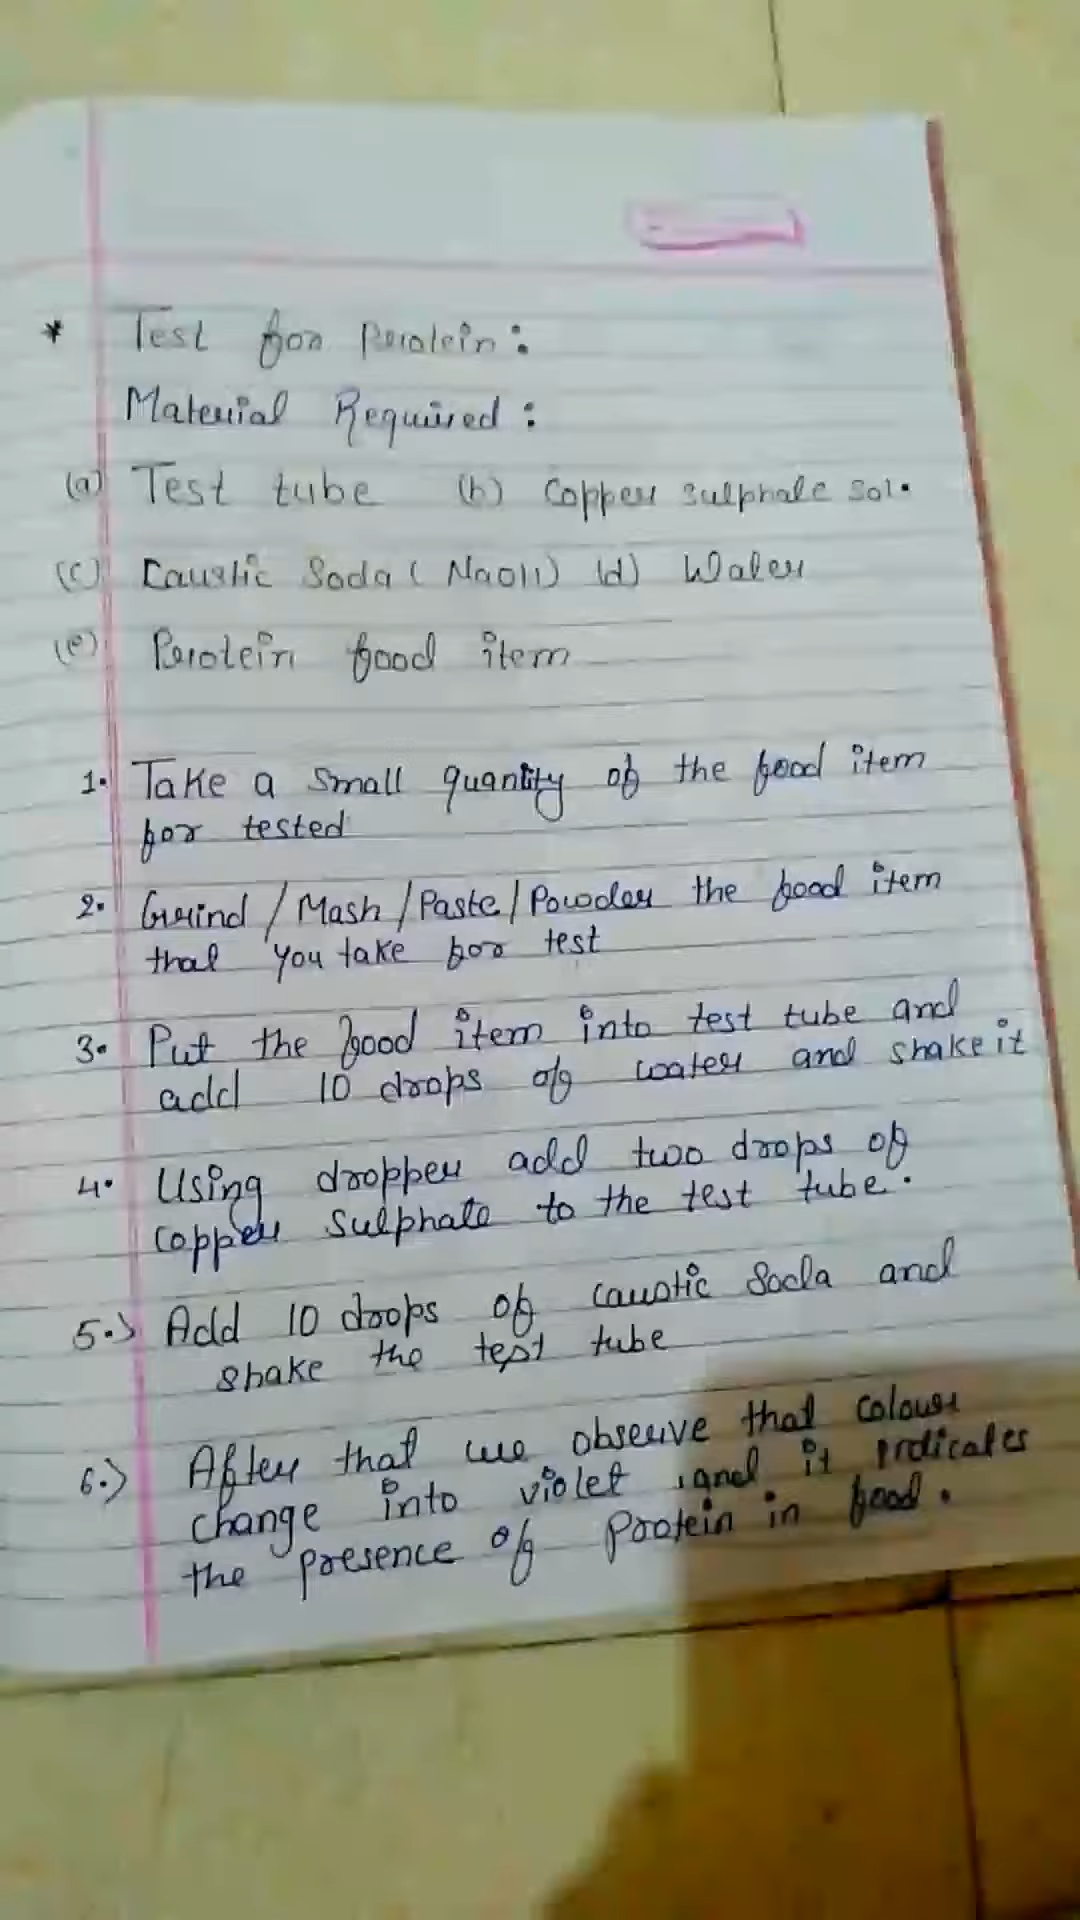 * Test for Protein :
Material Required :
(a) Test tube (b) Copper sulphate sol.
(c) Caustic Soda ( NaOH) (d) Water
(e) Protein food item
1. Take a small quantity of the food item
for tested
2. Grind / Mash / Paste / Powder the food item
that you take for test
3. Put the food item into test tube and
add 10 drops of water and shake it
4. Using dropper add two drops of
copper sulphate to the test tube.
5.) Add 10 drops of caustic Soda and
shake the test tube
6.) After that we observe that colour
change into violet , and it indicates
the presence of Protein in food.